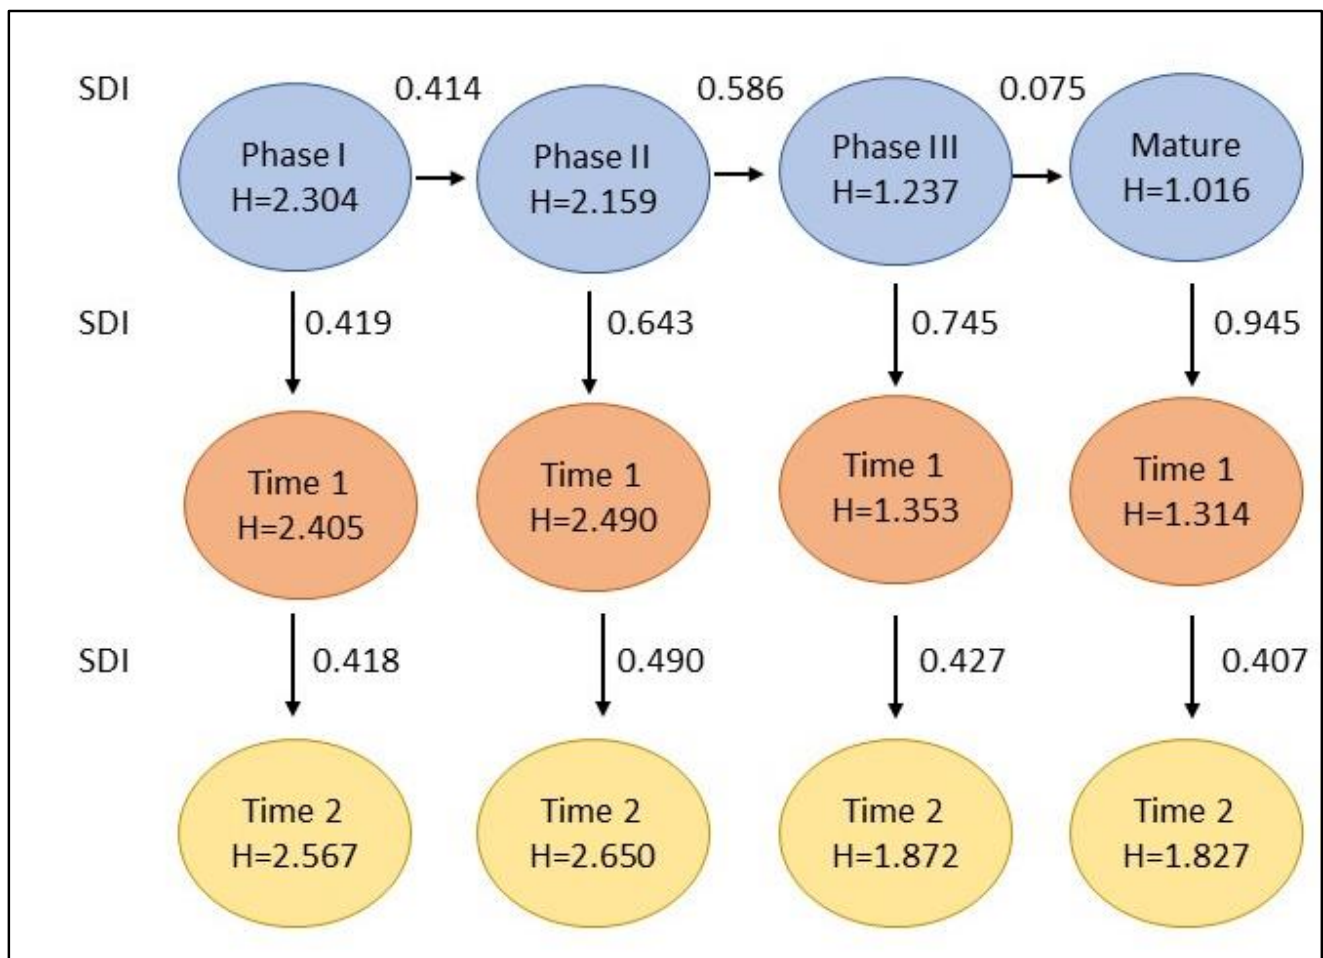 SDI 0.414 0.586 0.075
Phase I Phase II Phase III Mature
H=2.304 H=2.159 H=1.237 H=1.016
SDI 0.419 0.643 0.745 0.945
Time 1 Time 1 Time 1 Time 1
H=2.405 H=2.490 H=1.353 H=1.314
SDI 0.418 0.490 0.427 0.407
Time 2 Time 2 Time 2 Time 2
H=2.567 H=2.650 H=1.872 H=1.827